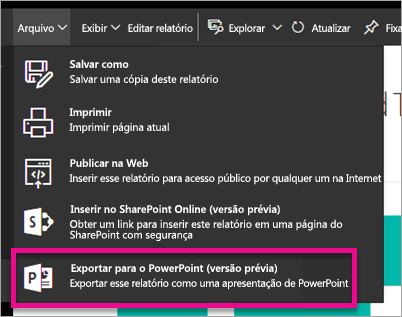 Arquivo Exibir Editar relatório Explorar Atualizar Fixa
Salvar como
Salvar uma cópia deste relatório
Imprimir
Imprimir página atual
Publicar na Web
Inserir esse relatório para acesso público por qualquer um na Internet
Inserir no SharePoint Online (versão prévia)
Obter um link para inserir este relatório em uma página do
SharePoint com segurança
Exportar para o PowerPoint (versão prévia)
Exportar esse relatório como uma apresentação de PowerPoint